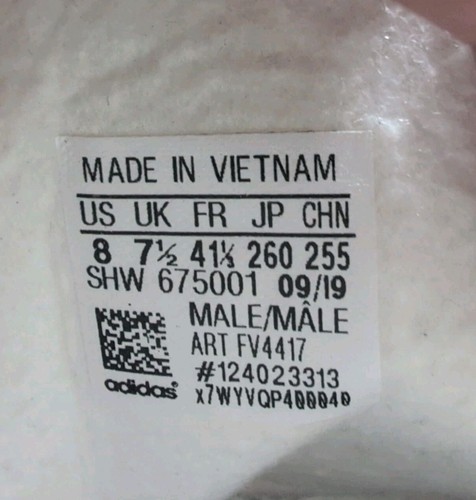 MADE IN VIETNAM
US UK FR JP CHN
8 7½ 41⅓ 260 255
SHW 675001 09/19
MALE/MÂLE
ART FV4417
#124023313
adidas x7WYVQP400040